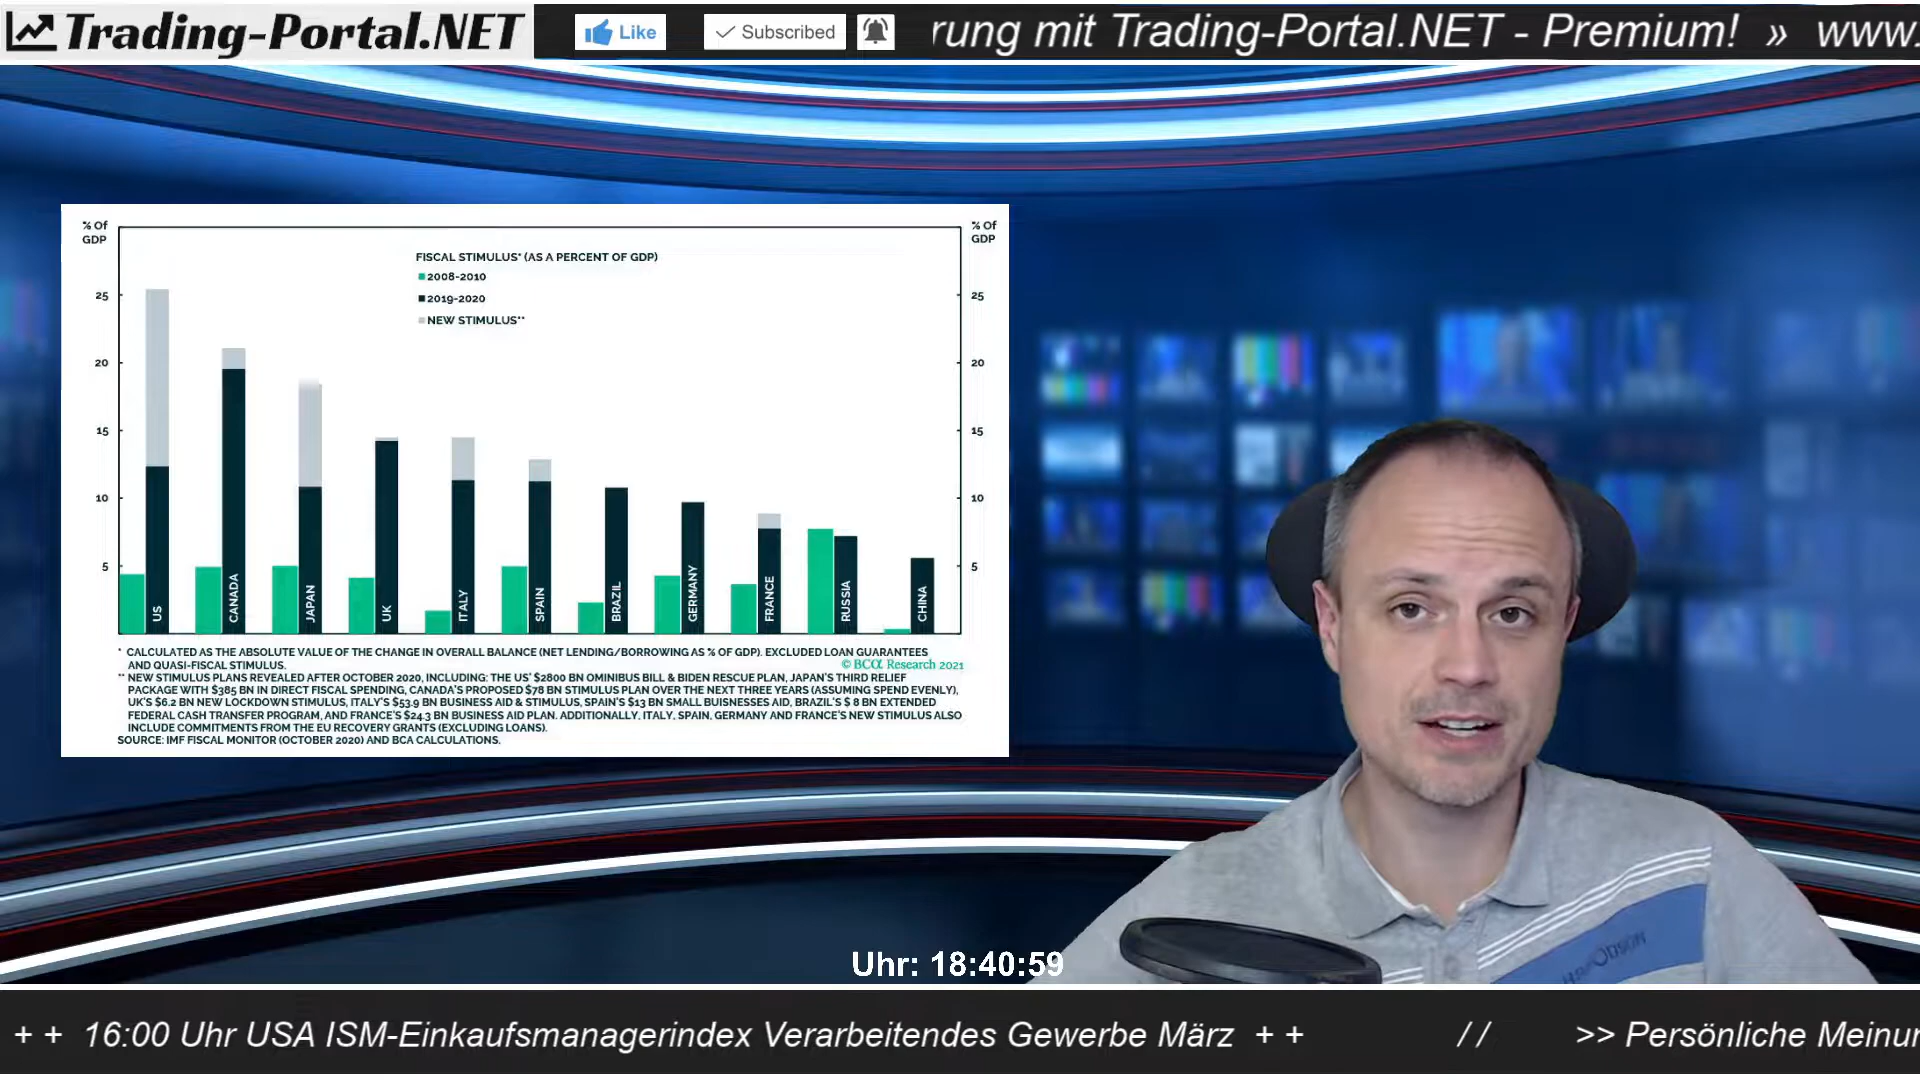 Trading-Portal.NET
Like
Subscribed
rung mit Trading-Portal.NET - Premium! » www.
% Of
GDP
% Of
GDP
FISCAL STIMULUS* (AS A PERCENT OF GDP)
2008-2010
2019-2020
NEW STIMULUS**
25
25
20
20
15
15
10
10
5
5
US
CANADA
JAPAN
UK
ITALY
SPAIN
BRAZIL
GERMANY
FRANCE
RUSSIA
CHINA
* CALCULATED AS THE ABSOLUTE VALUE OF THE CHANGE IN OVERALL BALANCE (NET LENDING/BORROWING AS % OF GDP). EXCLUDED LOAN GUARANTEES
AND QUASI-FISCAL STIMULUS.
© BCα Research 2021
** NEW STIMULUS PLANS REVEALED AFTER OCTOBER 2020, INCLUDING: THE US' $2800 BN OMINIBUS BILL & BIDEN RESCUE PLAN, JAPAN'S THIRD RELIEF
PACKAGE WITH $385 BN IN DIRECT FISCAL SPENDING, CANADA'S PROPOSED $78 BN STIMULUS PLAN OVER THE NEXT THREE YEARS (ASSUMING SPEND EVENLY),
UK'S $6.2 BN NEW LOCKDOWN STIMULUS, ITALY'S $53.9 BN BUSINESS AID & STIMULUS, SPAIN'S $13 BN SMALL BUISNESSES AID, BRAZIL'S $ 8 BN EXTENDED
FEDERAL CASH TRANSFER PROGRAM, AND FRANCE'S $24.3 BN BUSINESS AID PLAN. ADDITIONALLY, ITALY, SPAIN, GERMANY AND FRANCE'S NEW STIMULUS ALSO
INCLUDE COMMITMENTS FROM THE EU RECOVERY GRANTS (EXCLUDING LOANS).
SOURCE: IMF FISCAL MONITOR (OCTOBER 2020) AND BCA CALCULATIONS.
Uhr: 18:40:59
+ + 16:00 Uhr USA ISM-Einkaufsmanagerindex Verarbeitendes Gewerbe März + + // >> Persönliche Meinun